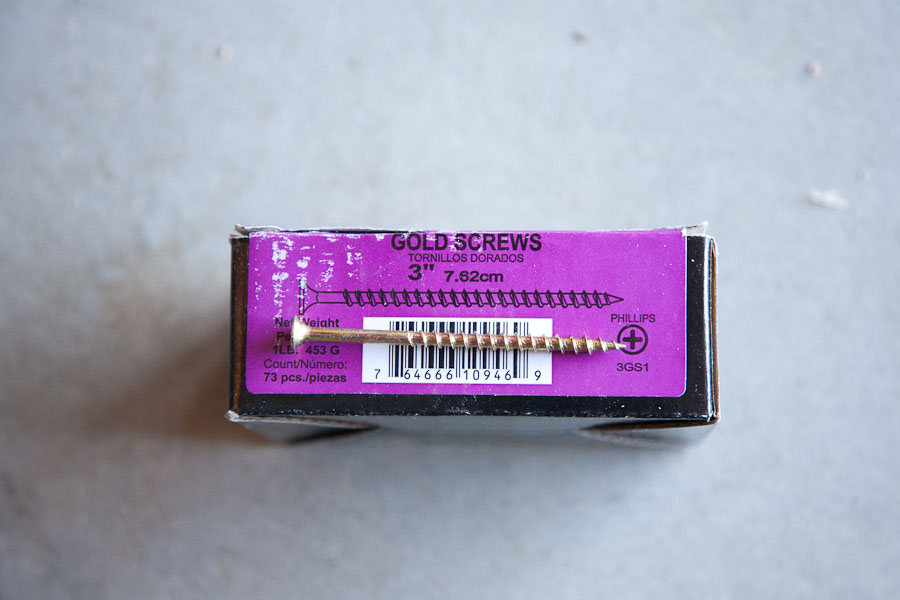 GOLD SCREWS
TORNILLOS DORADOS
3" 7.62cm
Net Weight
1LB. 453 G
Count/Número:
73 pcs./piezas
7 64666 10946 9
PHILLIPS
3GS1